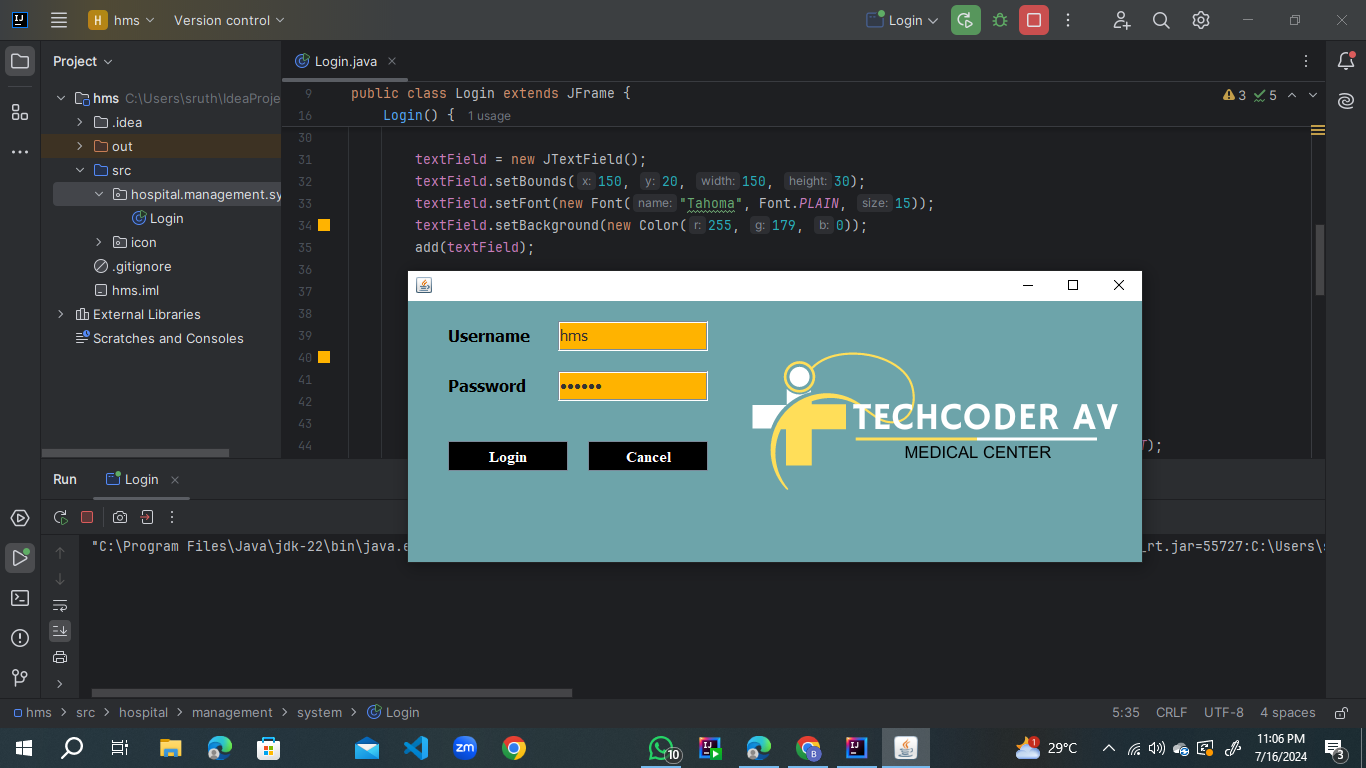 H hms Version control Login
Project
Login.java
hms C:\Users\sruth\IdeaProje
.idea
out
src
hospital.management.sy
Login
icon
.gitignore
hms.iml
External Libraries
Scratches and Consoles
9 public class Login extends JFrame {
3 5
16 Login() { 1 usage
30
31 textField = new JTextField();
32 textField.setBounds( x: 150, y: 20, width: 150, height: 30);
33 textField.setFont(new Font( name: "Tahoma", Font.PLAIN, size: 15));
34 textField.setBackground(new Color( r: 255, g: 179, b: 0));
35 add(textField);
36
37
38
39
40
41
42
43
44 );
Username hms
Password ••••••
Login Cancel
TECHCODER AV
MEDICAL CENTER
Run Login
"C:\Program Files\Java\jdk-22\bin\java.e
_rt.jar=55727:C:\Users\
hms > src > hospital > management > system > Login
5:35 CRLF UTF-8 4 spaces
zm
10
B
1
29°C
11:06 PM
7/16/2024
3